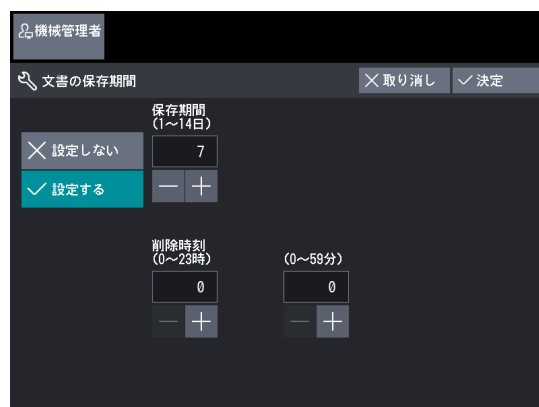 機械管理者
文書の保存期間
取り消し
決定
保存期間
(1～14日)
設定しない
7
設定する
削除時刻
(0～23時)
(0～59分)
0
0